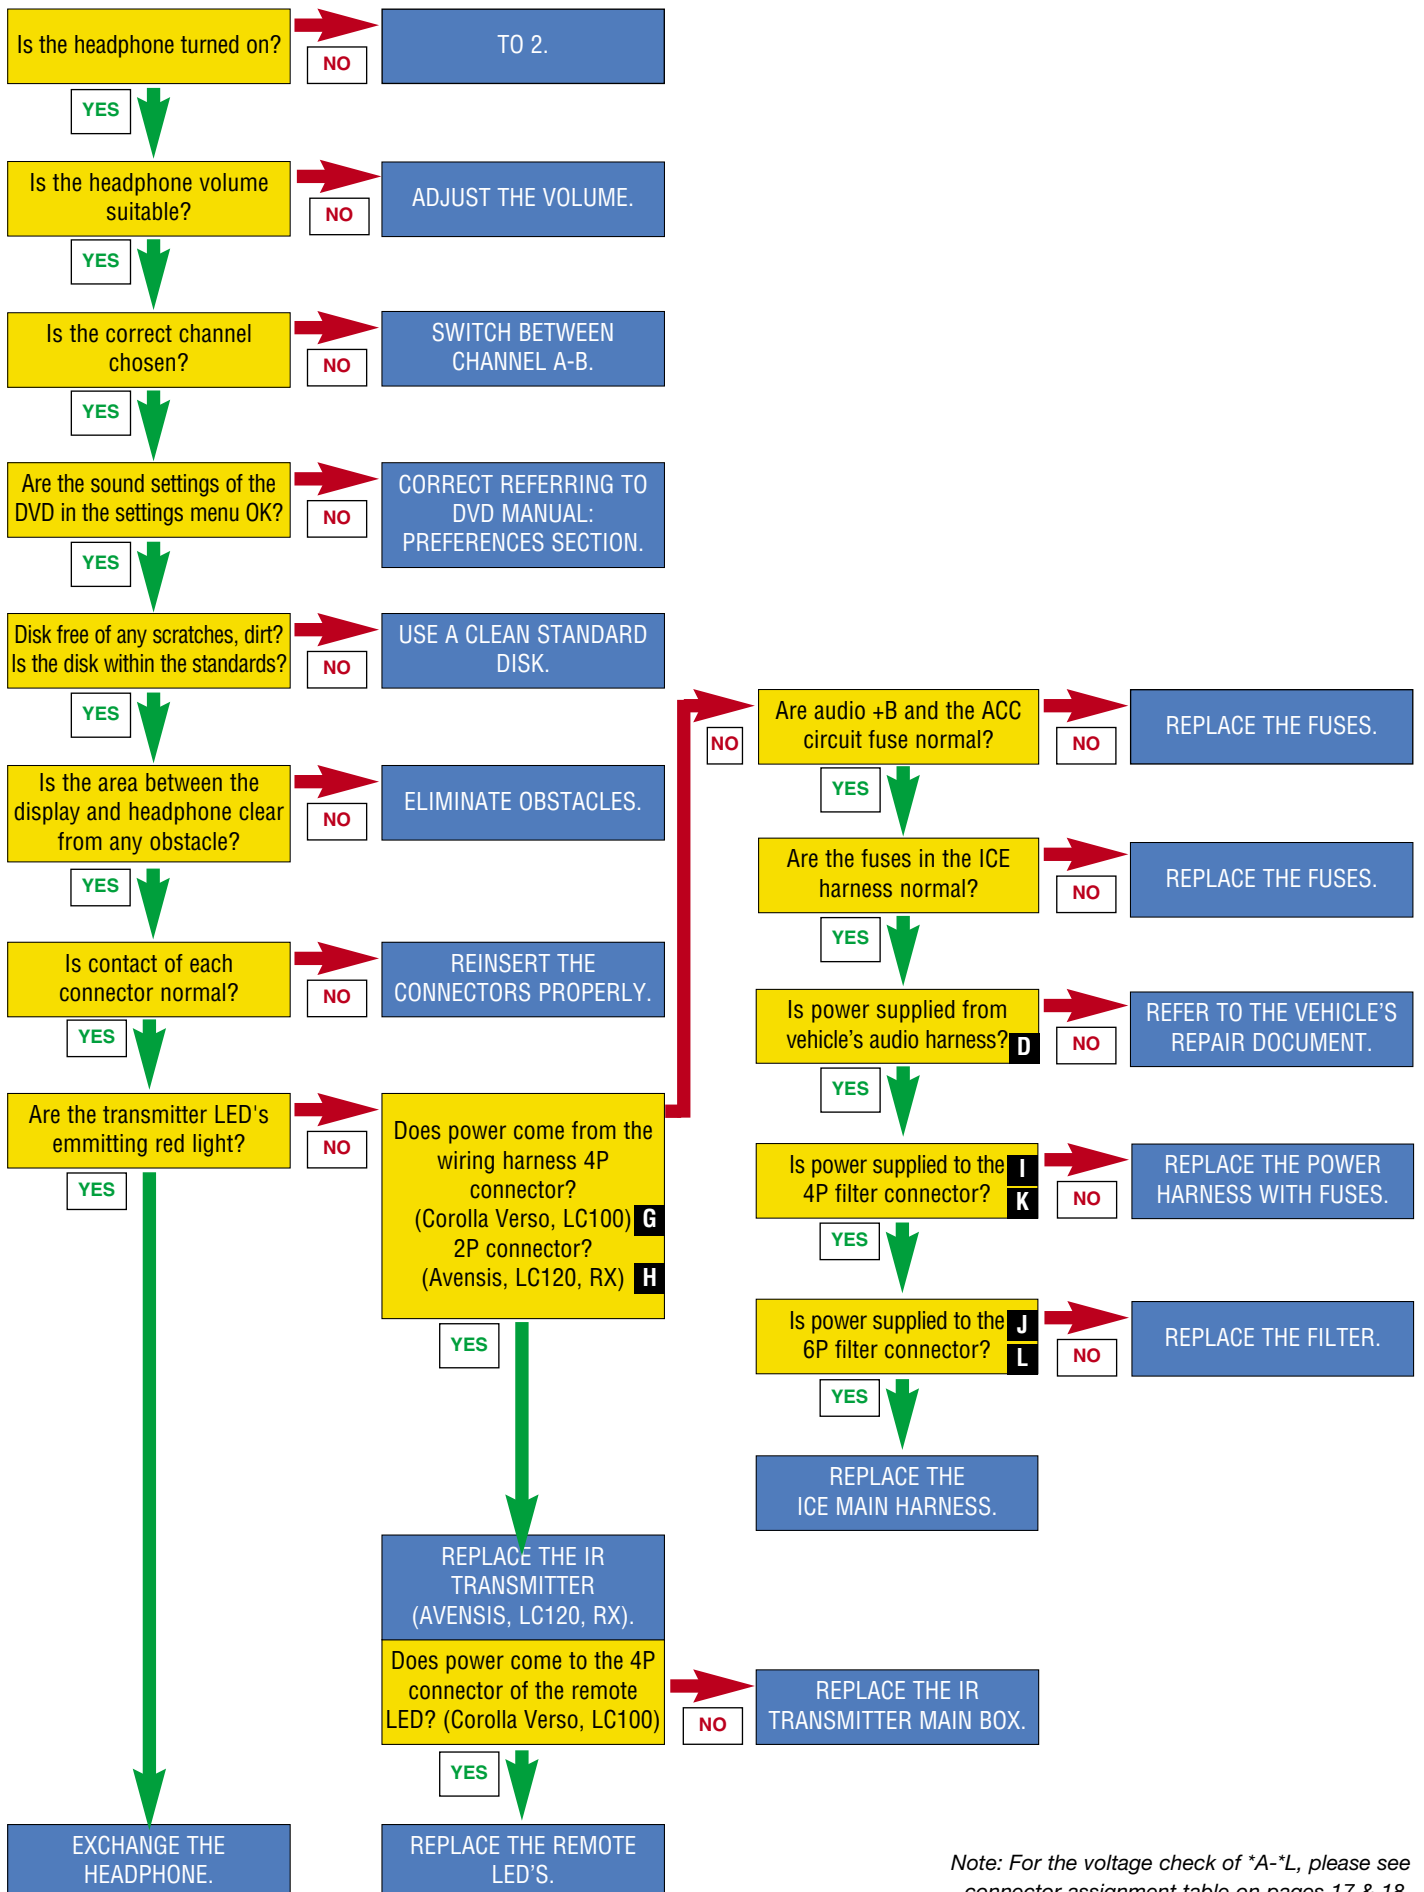 Is the headphone turned on?
NO
TO 2.
YES
Is the headphone volume
suitable?
NO
ADJUST THE VOLUME.
YES
Is the correct channel
chosen?
NO
SWITCH BETWEEN
CHANNEL A-B.
YES
Are the sound settings of the
DVD in the settings menu OK?
NO
CORRECT REFERRING TO
DVD MANUAL:
PREFERENCES SECTION.
YES
Disk free of any scratches, dirt?
Is the disk within the standards?
NO
USE A CLEAN STANDARD
DISK.
YES
Is the area between the
display and headphone clear
from any obstacle?
NO
ELIMINATE OBSTACLES.
YES
Is contact of each
connector normal?
NO
REINSERT THE
CONNECTORS PROPERLY.
YES
Are the transmitter LED's
emmitting red light?
NO
YES
Does power come from the
wiring harness 4P
connector?
(Corolla Verso, LC100) G
2P connector?
(Avensis, LC120, RX) H
NO
YES
Are audio +B and the ACC
circuit fuse normal?
NO
REPLACE THE FUSES.
YES
Are the fuses in the ICE
harness normal?
NO
REPLACE THE FUSES.
YES
Is power supplied from
vehicle's audio harness? D
NO
REFER TO THE VEHICLE'S
REPAIR DOCUMENT.
YES
Is power supplied to the I
4P filter connector? K
NO
REPLACE THE POWER
HARNESS WITH FUSES.
YES
Is power supplied to the J
6P filter connector? L
NO
REPLACE THE FILTER.
YES
REPLACE THE
ICE MAIN HARNESS.
REPLACE THE IR
TRANSMITTER
(AVENSIS, LC120, RX).
Does power come to the 4P
connector of the remote
LED? (Corolla Verso, LC100)
NO
REPLACE THE IR
TRANSMITTER MAIN BOX.
YES
EXCHANGE THE
HEADPHONE.
REPLACE THE REMOTE
LED'S.
Note: For the voltage check of *A-*L, please see
connector assignment table on pages 17 & 18.